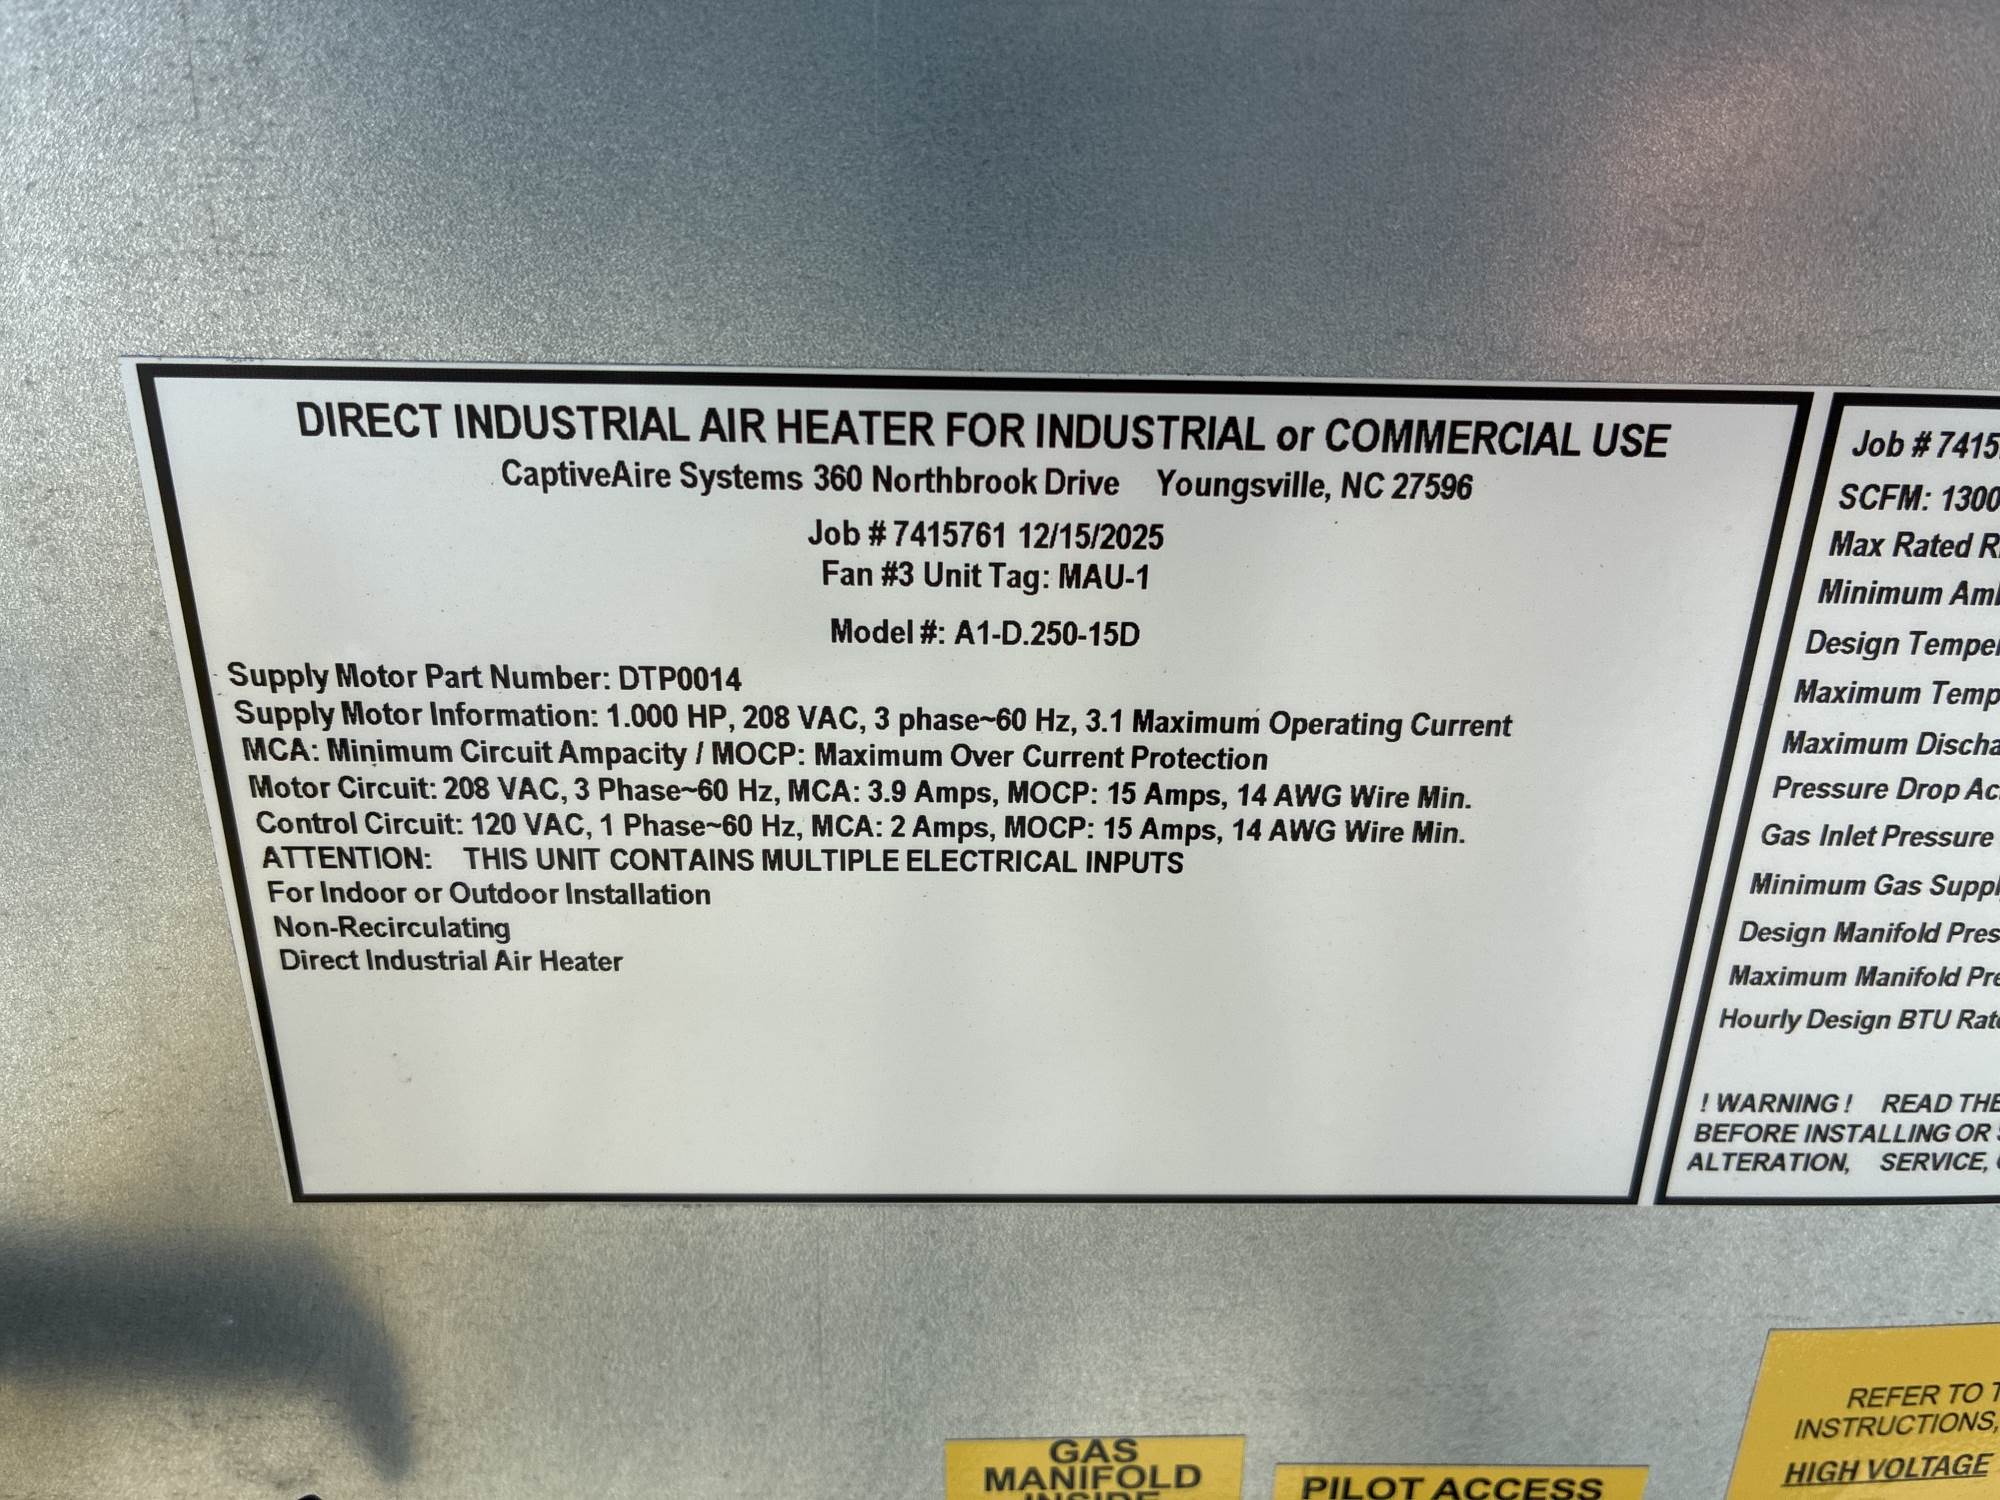 DIRECT INDUSTRIAL AIR HEATER FOR INDUSTRIAL or COMMERCIAL USE
CaptiveAire Systems 360 Northbrook Drive Youngsville, NC 27596
Job # 7415761 12/15/2025
Fan #3 Unit Tag: MAU-1
Model #: A1-D.250-15D
Supply Motor Part Number: DTP0014
Supply Motor Information: 1.000 HP, 208 VAC, 3 phase~60 Hz, 3.1 Maximum Operating Current
MCA: Minimum Circuit Ampacity / MOCP: Maximum Over Current Protection
Motor Circuit: 208 VAC, 3 Phase~60 Hz, MCA: 3.9 Amps, MOCP: 15 Amps, 14 AWG Wire Min.
Control Circuit: 120 VAC, 1 Phase~60 Hz, MCA: 2 Amps, MOCP: 15 Amps, 14 AWG Wire Min.
ATTENTION: THIS UNIT CONTAINS MULTIPLE ELECTRICAL INPUTS
For Indoor or Outdoor Installation
Non-Recirculating
Direct Industrial Air Heater
Job # 7415
SCFM: 1300
Max Rated
Minimum
Design
Maximum
Maximum
Pressure Drop
Gas Inlet Pressure
Minimum Gas
Design Manifold
Maximum Manifold
Hourly Design BTU
! WARNING ! READ THE
BEFORE INSTALLING OR
ALTERATION, SERVICE,
REFER TO
INSTRUCTIONS,
HIGH VOLTAGE
GAS
MANIFOLD
INSIDE
PILOT ACCESS